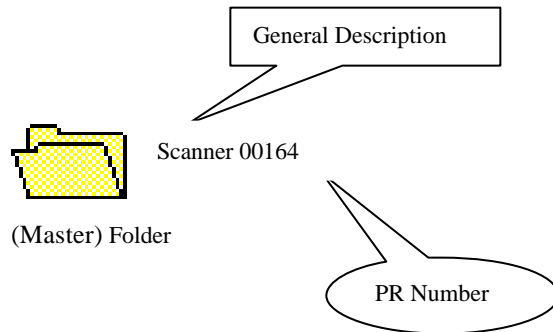 General Description
Scanner 00164
(Master) Folder
PR Number